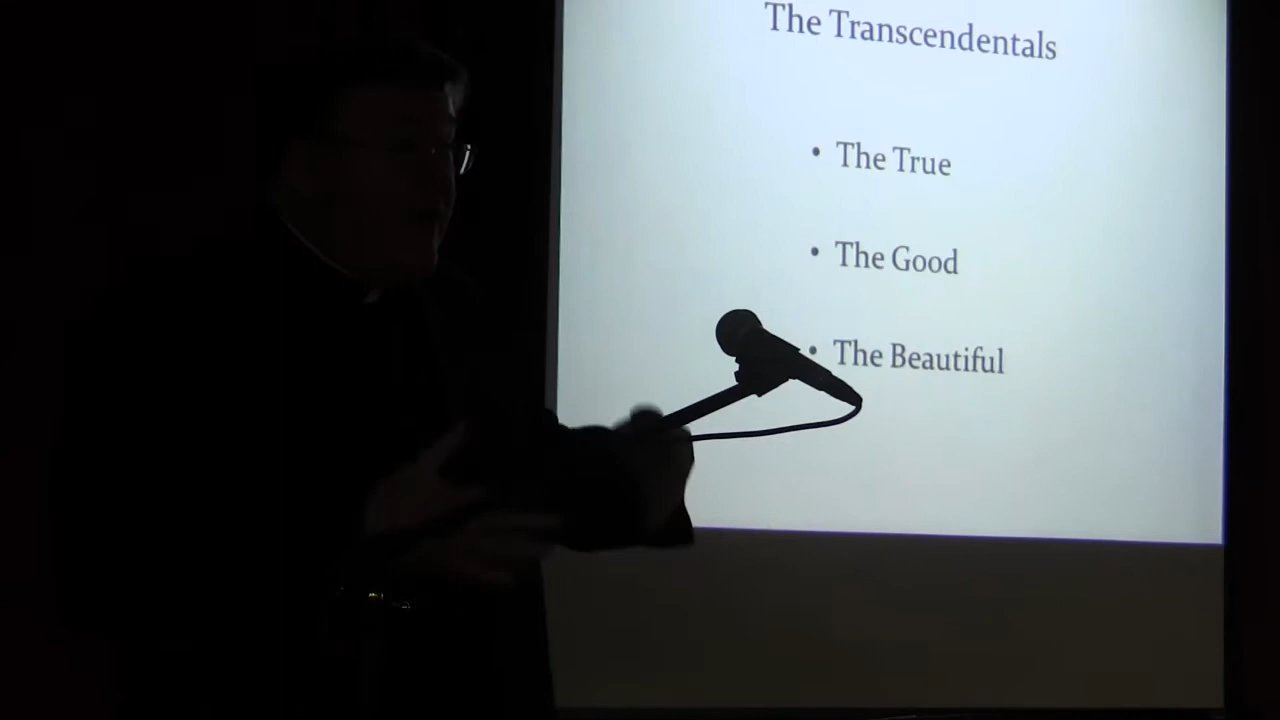 The Transcendentals
• The True
• The Good
• The Beautiful